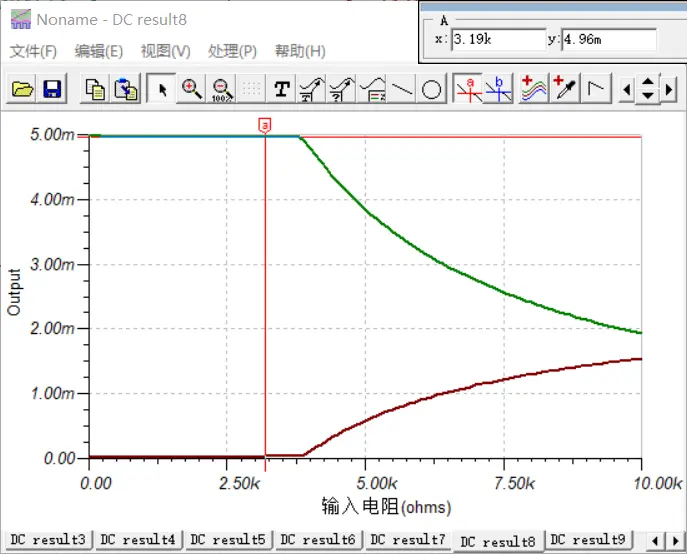 Noname - DC result8
A
x: 3.19k y: 4.96m
文件(F) 编辑(E) 视图(V) 处理(P) 帮助(H)
T 100% a b
a
5.00m
4.00m
3.00m
2.00m
1.00m
0.00
Output
0.00 2.50k 5.00k 7.50k 10.00k
输入电阻(ohms)
DC result3 DC result4 DC result5 DC result6 DC result7 DC result8 DC result9